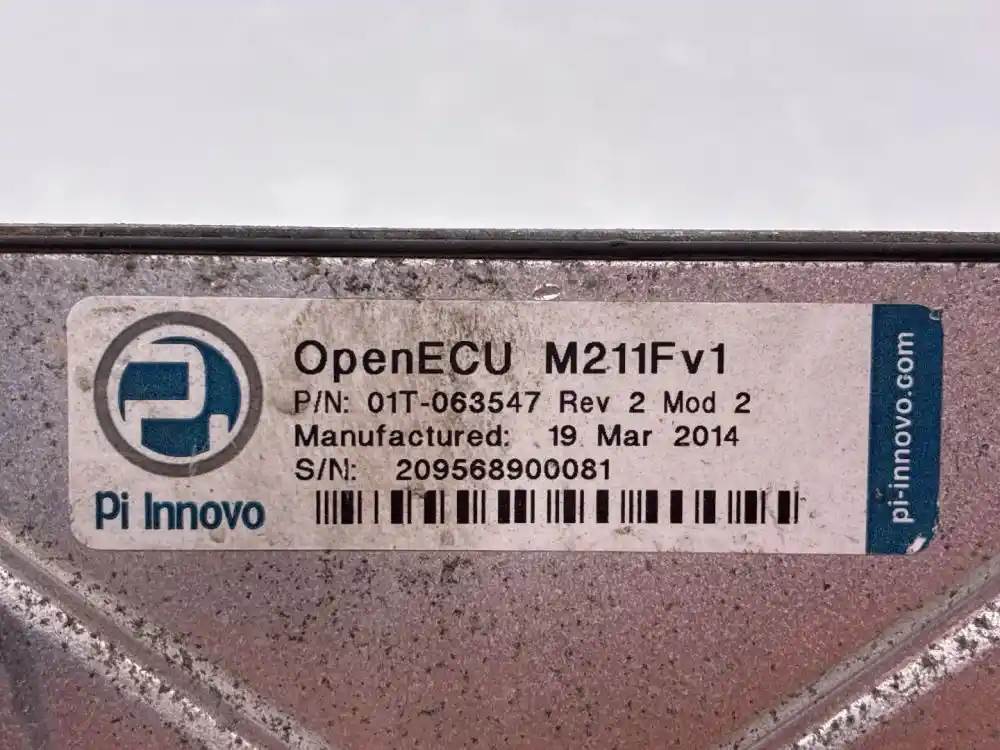 OpenECU M211Fv1
P/N: 01T-063547 Rev 2 Mod 2
Manufactured: 19 Mar 2014
S/N: 209568900081
Pi Innovo
pi-innovo.com